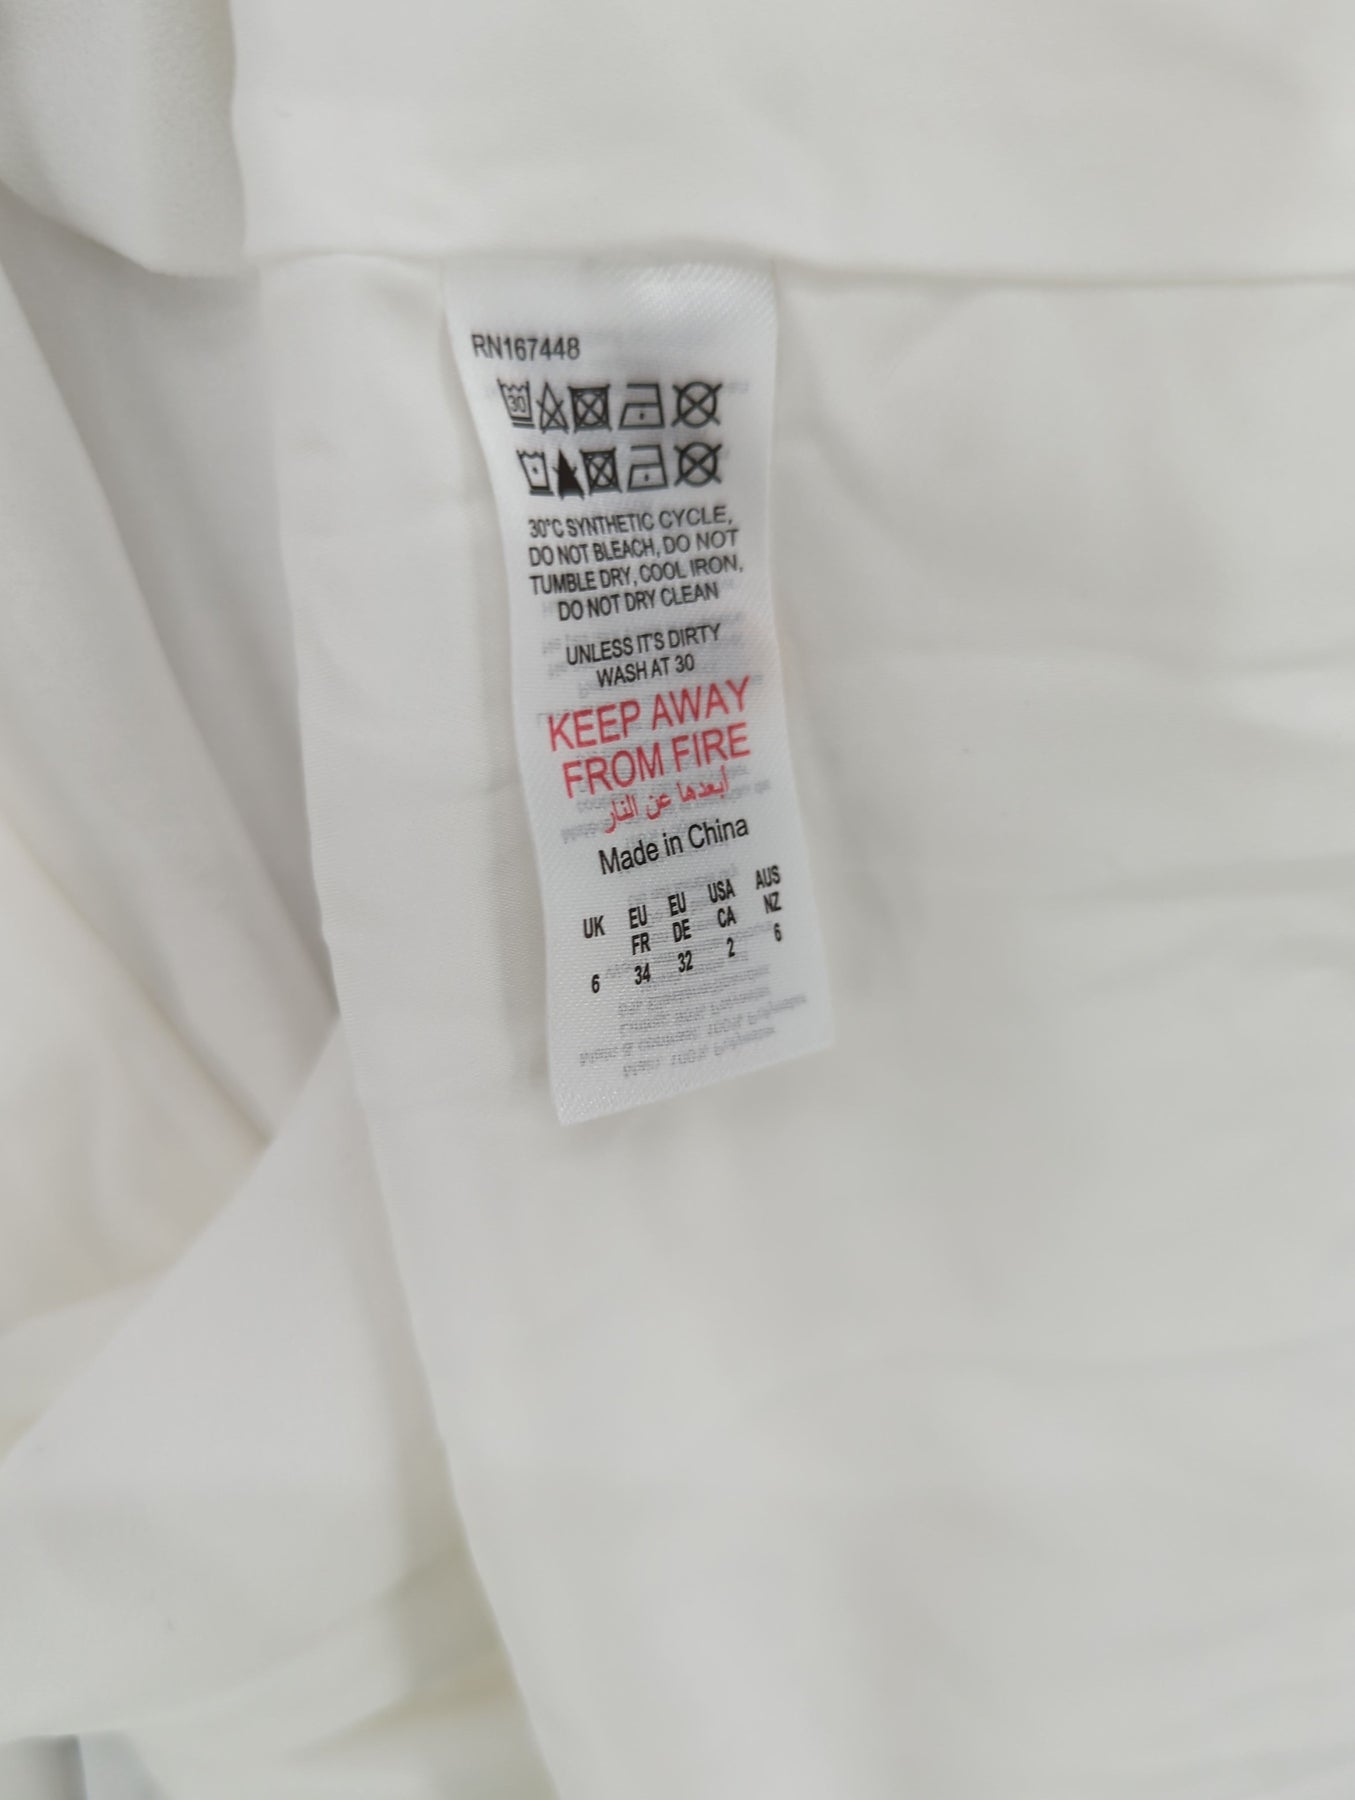 RN167448
30
30°C SYNTHETIC CYCLE,
DO NOT BLEACH, DO NOT
TUMBLE DRY, COOL IRON,
DO NOT DRY CLEAN
UNLESS IT'S DIRTY
WASH AT 30
KEEP AWAY
FROM FIRE
أبعدها عن النار
Made in China
UK EU EU USA AUS
FR DE CA NZ
6 34 32 2 6